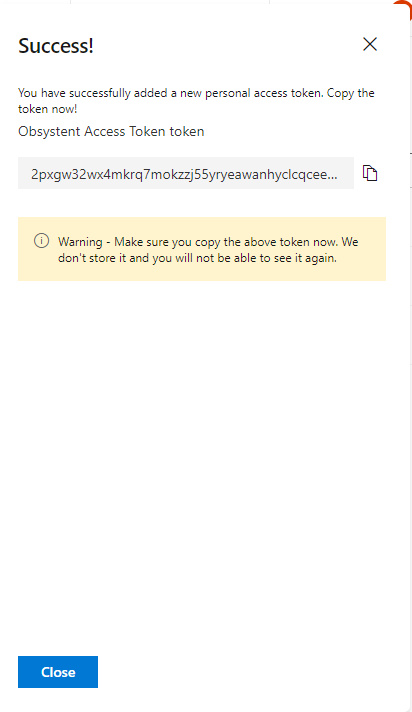 Success!
You have successfully added a new personal access token. Copy the
token now!
Obsystent Access Token token
2pxgw32wx4mkrq7mokzzj55yryeawanhyclcqcee...
Warning - Make sure you copy the above token now. We
don't store it and you will not be able to see it again.
Close